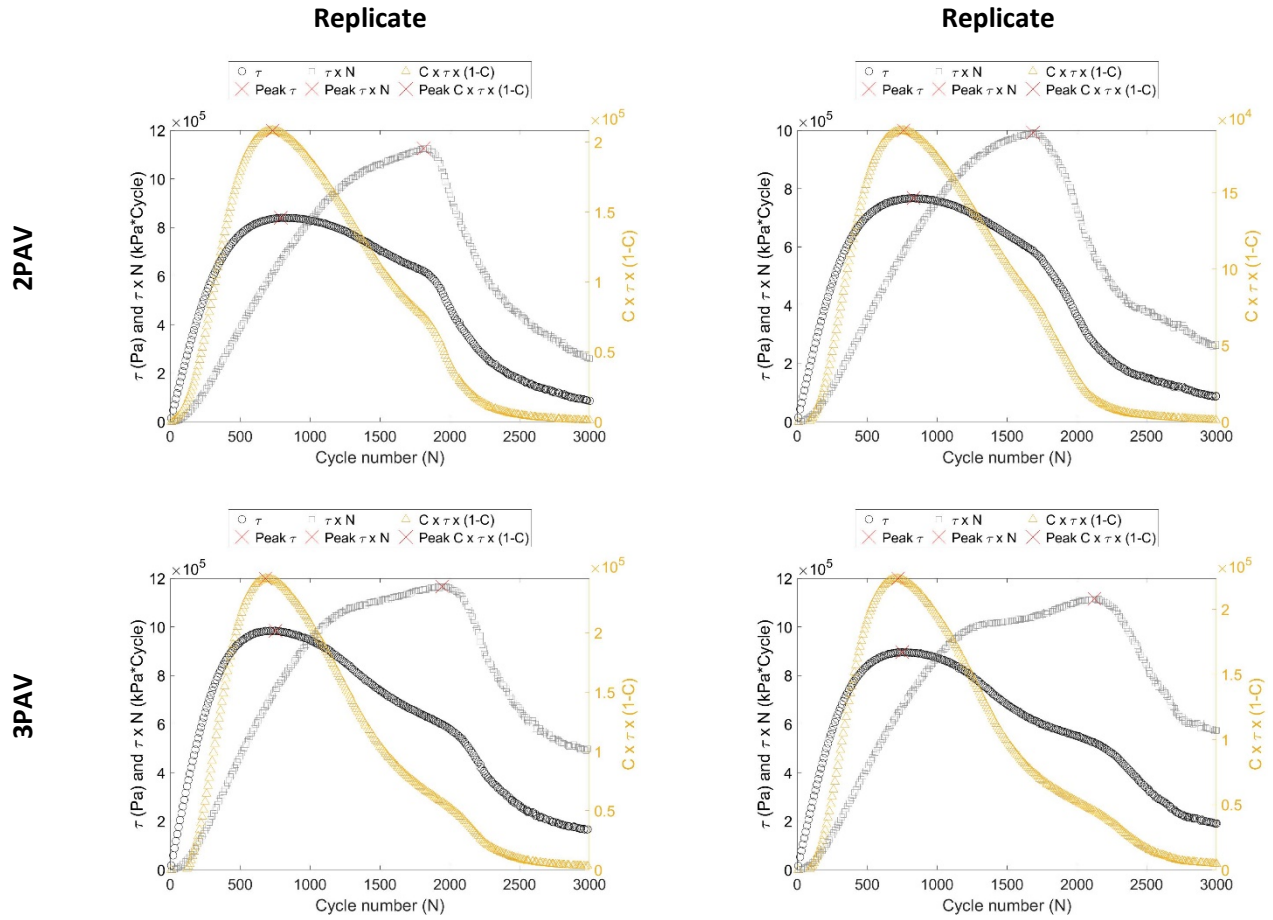 Replicate
Replicate
2PAV
τ τ x N C x τ x (1-C)
Peak τ Peak τ x N Peak C x τ x (1-C)
×10⁵
×10⁵
12
10
8
6
4
2
0
τ (Pa) and τ x N (kPa*Cycle)
2
1.5
1
0.5
0
C x τ x (1-C)
0 500 1000 1500 2000 2500 3000
Cycle number (N)
τ τ x N C x τ x (1-C)
Peak τ Peak τ x N Peak C x τ x (1-C)
×10⁵
×10⁴
10
8
6
4
2
0
τ (Pa) and τ x N (kPa*Cycle)
15
10
5
0
C x τ x (1-C)
0 500 1000 1500 2000 2500 3000
Cycle number (N)
3PAV
τ τ x N C x τ x (1-C)
Peak τ Peak τ x N Peak C x τ x (1-C)
×10⁵
×10⁵
12
10
8
6
4
2
0
τ (Pa) and τ x N (kPa*Cycle)
2
1.5
1
0.5
0
C x τ x (1-C)
0 500 1000 1500 2000 2500 3000
Cycle number (N)
τ τ x N C x τ x (1-C)
Peak τ Peak τ x N Peak C x τ x (1-C)
×10⁵
×10⁵
12
10
8
6
4
2
0
τ (Pa) and τ x N (kPa*Cycle)
2
1.5
1
0.5
0
C x τ x (1-C)
0 500 1000 1500 2000 2500 3000
Cycle number (N)